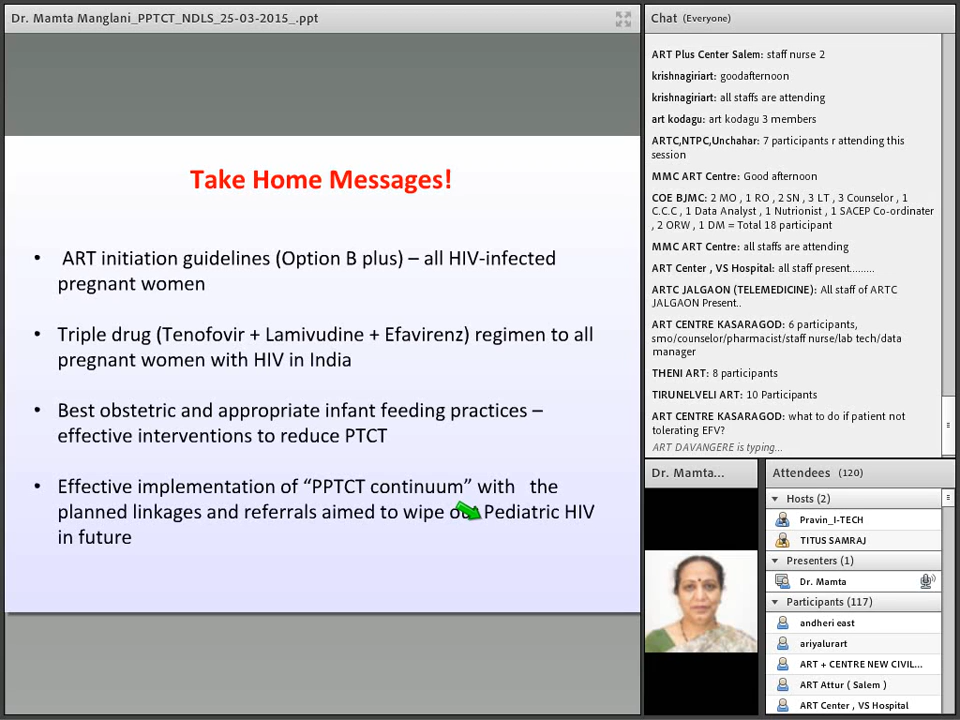 Dr. Mamta Manglani_PPTCT_NDLS_25-03-2015_.ppt
Take Home Messages!
• ART initiation guidelines (Option B plus) – all HIV-infected
pregnant women
• Triple drug (Tenofovir + Lamivudine + Efavirenz) regimen to all
pregnant women with HIV in India
• Best obstetric and appropriate infant feeding practices –
effective interventions to reduce PTCT
• Effective implementation of “PPTCT continuum” with the
planned linkages and referrals aimed to wipe out Pediatric HIV
in future
Chat (Everyone)
ART Plus Center Salem: staff nurse 2
krishnagiriart: goodafternoon
krishnagiriart: all staffs are attending
art kodagu: art kodagu 3 members
ARTC,NTPC,Unchahar: 7 participants r attending this
session
MMC ART Centre: Good afternoon
COE BJMC: 2 MO , 1 RO , 2 SN , 3 LT , 3 Counselor , 1
C.C.C , 1 Data Analyst , 1 Nutrionist , 1 SACEP Co-ordinater
, 2 ORW , 1 DM = Total 18 participant
MMC ART Centre: all staffs are attending
ART Center , VS Hospital: all staff present.........
ARTC JALGAON (TELEMEDICINE): All staff of ARTC
JALGAON Present..
ART CENTRE KASARAGOD: 6 participants,
smo/counselor/pharmacist/staff nurse/lab tech/data
manager
THENI ART: 8 participants
TIRUNELVELI ART: 10 Participants
ART CENTRE KASARAGOD: what to do if patient not
tolerating EFV?
ART DAVANGERE is typing...
Dr. Mamta...
Attendees (120)
Hosts (2)
Pravin_I-TECH
TITUS SAMRAJ
Presenters (1)
Dr. Mamta
Participants (117)
andheri east
ariyalurart
ART + CENTRE NEW CIVIL...
ART Attur ( Salem )
ART Center , VS Hospital